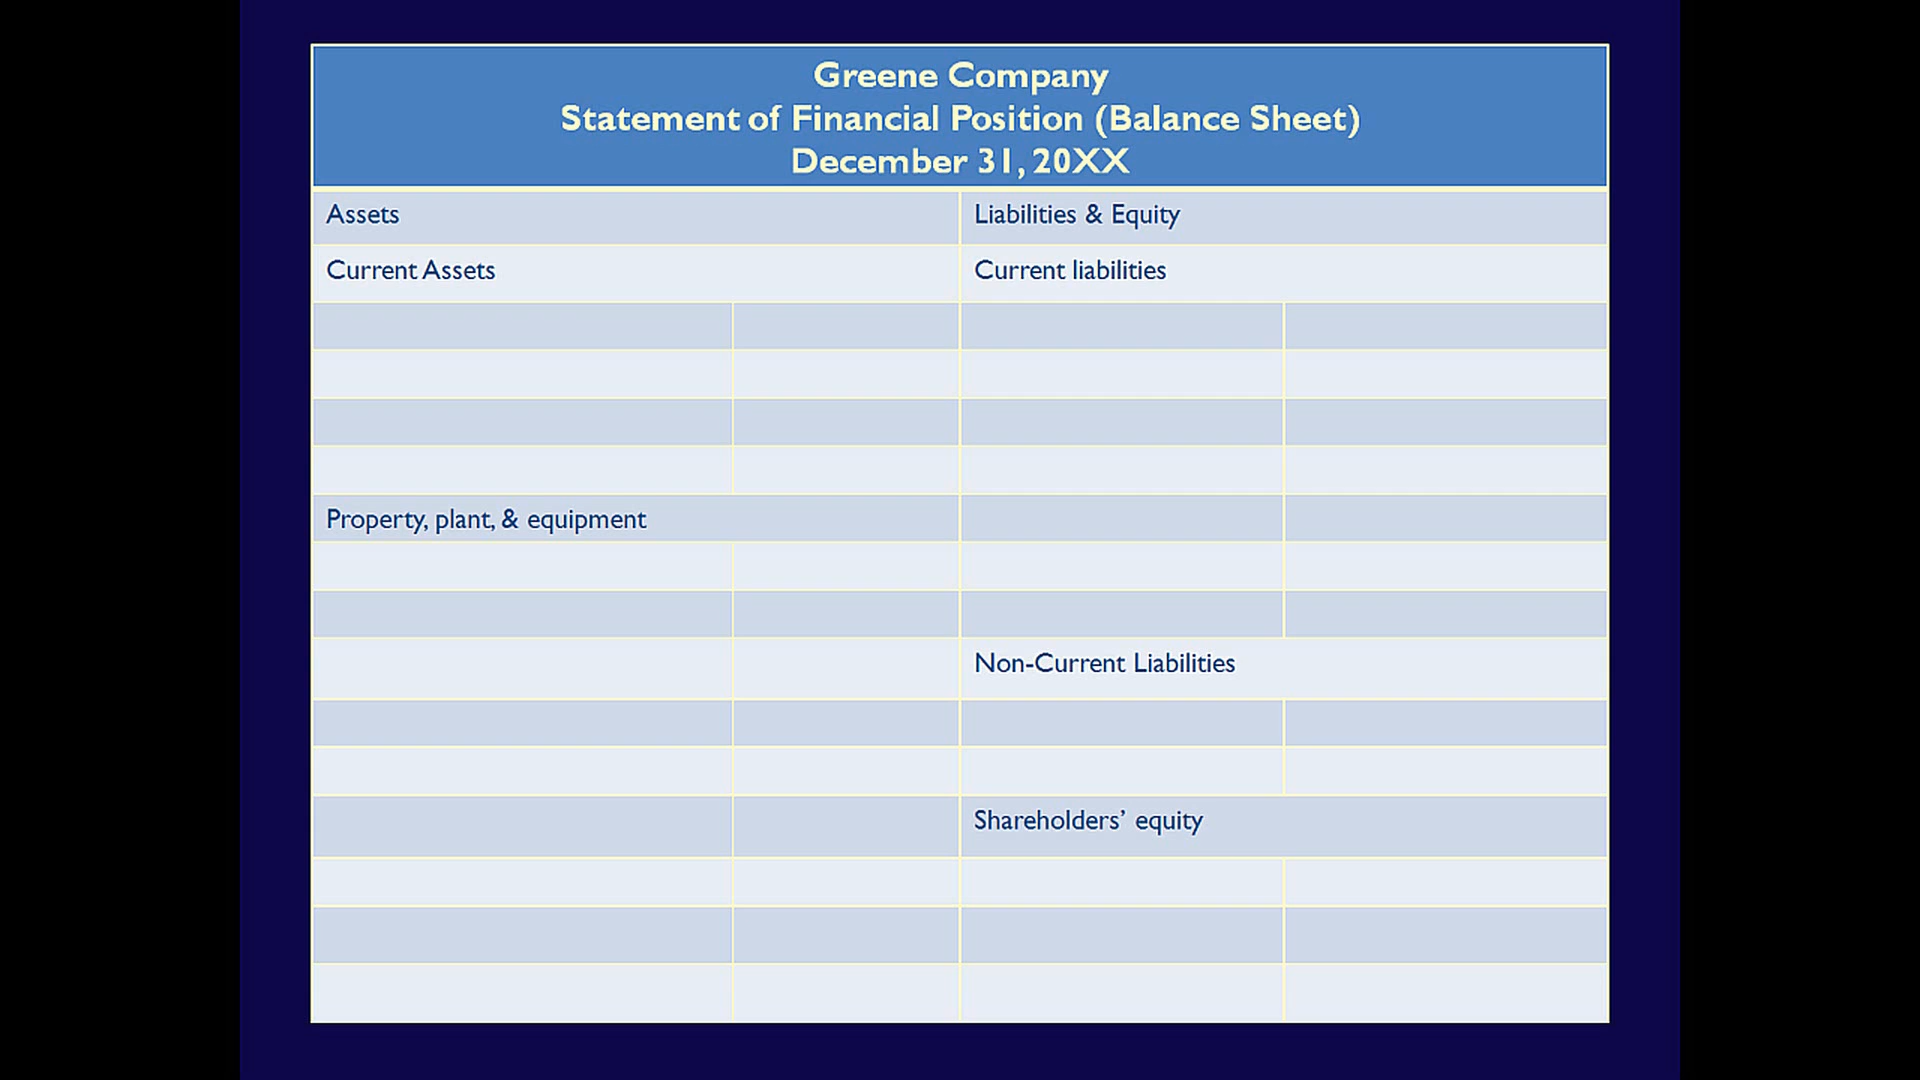 Greene Company
Statement of Financial Position (Balance Sheet)
December 31, 20XX
Assets
Liabilities & Equity
Current Assets
Current liabilities
Property, plant, & equipment
Non-Current Liabilities
Shareholders’ equity